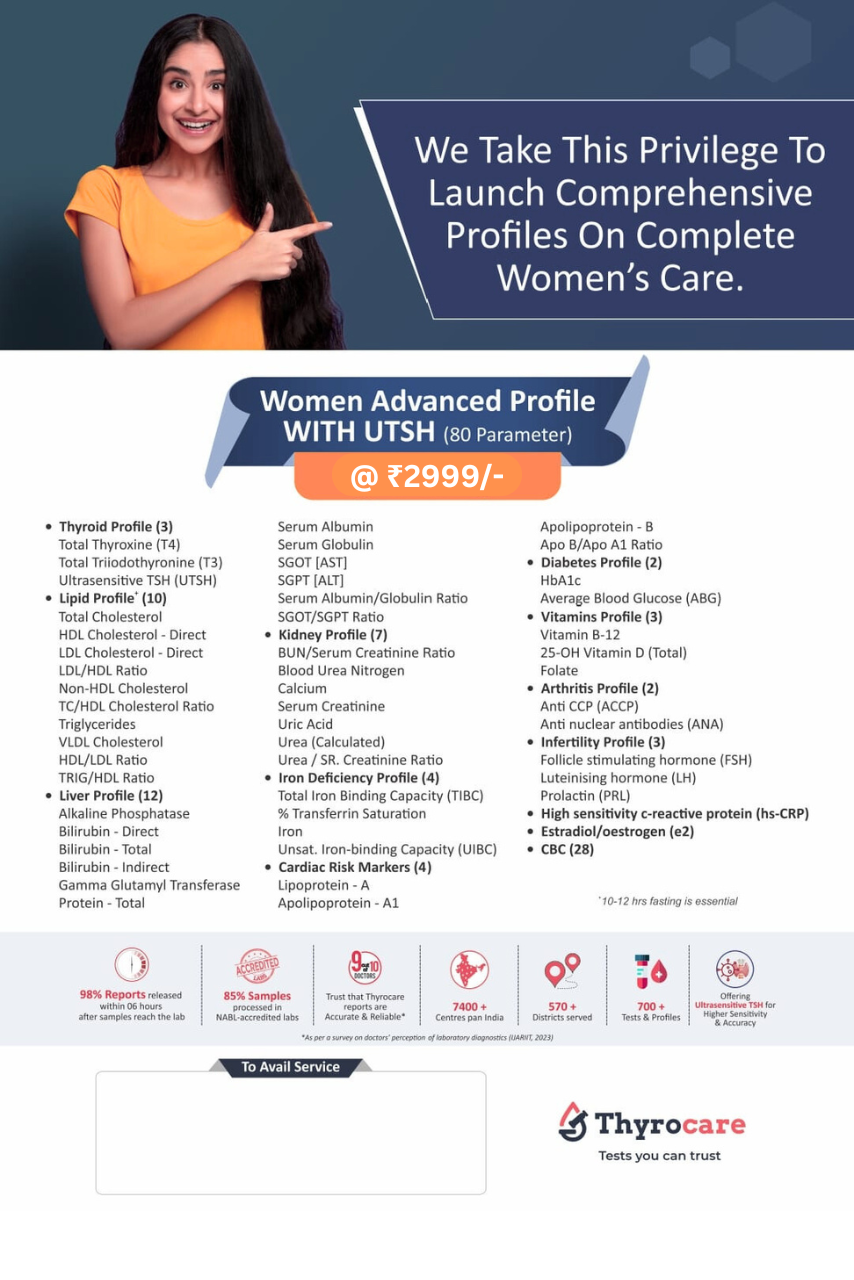 We Take This Privilege To
Launch Comprehensive
Profiles On Complete
Women's Care.
Women Advanced Profile
WITH UTSH (80 Parameter)
@ ₹2999/-
• Thyroid Profile (3)
Total Thyroxine (T4)
Total Triiodothyronine (T3)
Ultrasensitive TSH (UTSH)
• Lipid Profile* (10)
Total Cholesterol
HDL Cholesterol - Direct
LDL Cholesterol - Direct
LDL/HDL Ratio
Non-HDL Cholesterol
TC/HDL Cholesterol Ratio
Triglycerides
VLDL Cholesterol
HDL/LDL Ratio
TRIG/HDL Ratio
• Liver Profile (12)
Alkaline Phosphatase
Bilirubin - Direct
Bilirubin - Total
Bilirubin - Indirect
Gamma Glutamyl Transferase
Protein - Total
Serum Albumin
Serum Globulin
SGOT [AST]
SGPT [ALT]
Serum Albumin/Globulin Ratio
SGOT/SGPT Ratio
• Kidney Profile (7)
BUN/Serum Creatinine Ratio
Blood Urea Nitrogen
Calcium
Serum Creatinine
Uric Acid
Urea (Calculated)
Urea / SR. Creatinine Ratio
• Iron Deficiency Profile (4)
Total Iron Binding Capacity (TIBC)
% Transferrin Saturation
Iron
Unsat. Iron-binding Capacity (UIBC)
• Cardiac Risk Markers (4)
Lipoprotein - A
Apolipoprotein - A1
Apolipoprotein - B
Apo B/Apo A1 Ratio
• Diabetes Profile (2)
HbA1c
Average Blood Glucose (ABG)
• Vitamins Profile (3)
Vitamin B-12
25-OH Vitamin D (Total)
Folate
• Arthritis Profile (2)
Anti CCP (ACCP)
Anti nuclear antibodies (ANA)
• Infertility Profile (3)
Follicle stimulating hormone (FSH)
Luteinising hormone (LH)
Prolactin (PRL)
• High sensitivity c-reactive protein (hs-CRP)
• Estradiol/oestrogen (e2)
• CBC (28)
*10-12 hrs fasting is essential
98% Reports released
within 06 hours
after samples reach the lab
ACCREDITED
LABS
85% Samples
processed in
NABL-accredited labs
9 out of 10
DOCTORS
Trust that Thyrocare
reports are
Accurate & Reliable*
7400 +
Centres pan India
570 +
Districts served
700 +
Tests & Profiles
Offering
Ultrasensitive TSH for
Higher Sensitivity
& Accuracy
*As per a survey on doctors' perception of laboratory diagnostics (IJARIIT, 2023)
To Avail Service
Thyrocare
Tests you can trust